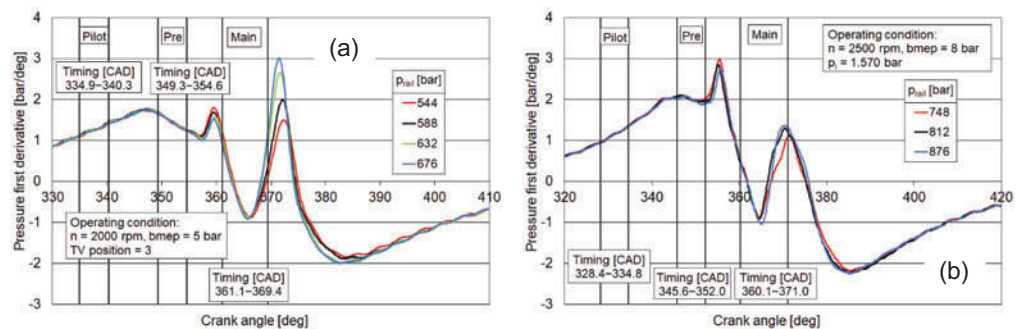 (a)
Pressure first derivative [bar/deg]
4
3
2
1
0
-1
-2
-3
Pilot
Pre
Main
Timing [CAD]
334.9–340.3
Timing [CAD]
349.3–354.6
p_rail [bar]
544
588
632
676
330 340 350 360 370 380 390 400 410
Operating condition:
n = 2000 rpm, bmep = 5 bar
TV position = 3
Timing [CAD]
361.1–369.4
Crank angle [deg]
Pressure first derivative [bar/deg]
4
3
2
1
0
-1
-2
-3
Pilot
Pre
Main
Operating condition:
n = 2500 rpm, bmep = 8 bar
p_i = 1.570 bar
p_rail [bar]
748
812
876
320 340 360 380 400 420
Timing [CAD]
328.4–334.8
Timing [CAD]
345.6–352.0
Timing [CAD]
360.1–371.0
(b)
Crank angle [deg]